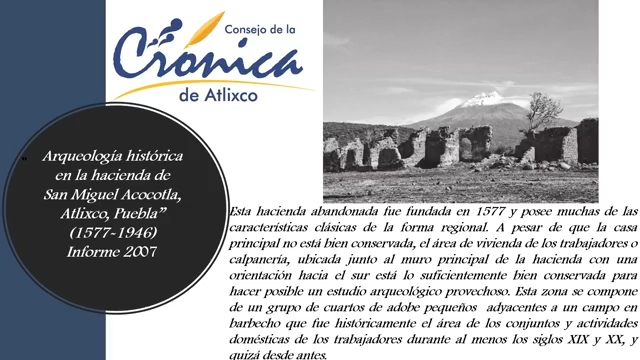 Consejo de la
Crónica
de Atlixco
“
Arqueología histórica
en la hacienda de
San Miguel Acocotla,
Atlixco, Puebla”
(1577-1946)
Informe 2007
Esta hacienda abandonada fue fundada en 1577 y posee muchas de las
características clásicas de la forma regional. A pesar de que la casa
principal no está bien conservada, el área de vivienda de los trabajadores o
calpanería, ubicada junto al muro principal de la hacienda con una
orientación hacia el sur está lo suficientemente bien conservada para
hacer posible un estudio arqueológico provechoso. Esta zona se compone
de un grupo de cuartos de adobe pequeños adyacentes a un campo en
barbecho que fue históricamente el área de los conjuntos y actividades
domésticas de los trabajadores durante al menos los siglos XIX y XX, y
quizá desde antes.